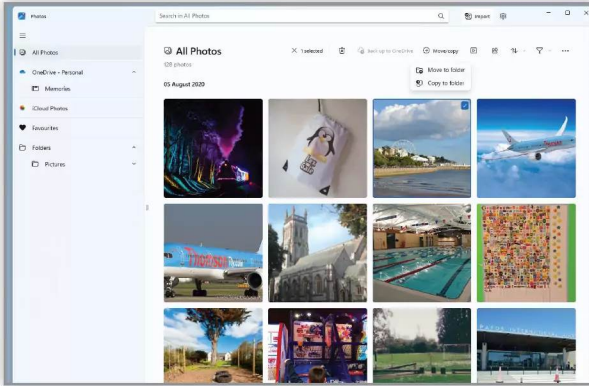 Photos
Search in All Photos
Import
All Photos
All Photos
1 selected
Back up to OneDrive
Move/copy
128 photos
Move to folder
Copy to folder
05 August 2020
OneDrive - Personal
Memories
iCloud Photos
Favourites
Folders
Pictures
THOMSON